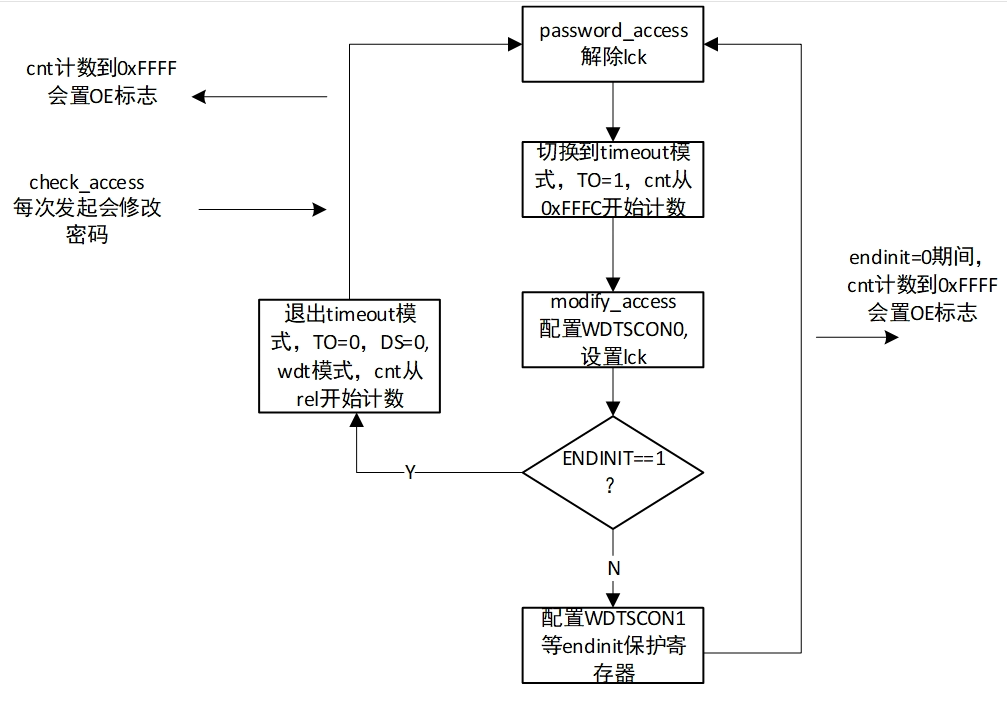 password_access
解除lck
cnt计数到0xFFFF
会置OE标志
切换到timeout模
式，TO=1，cnt从
0xFFFC开始计数
check_access
每次发起会修改
密码
endinit=0期间，
cnt计数到0xFFFF
会置OE标志
modify_access
配置WDTSCON0,
设置lck
退出timeout模
式，TO=0，DS=0,
wdt模式，cnt从
rel开始计数
ENDINIT==1
？
Y
N
配置WDTSCON1
等endinit保护寄
存器